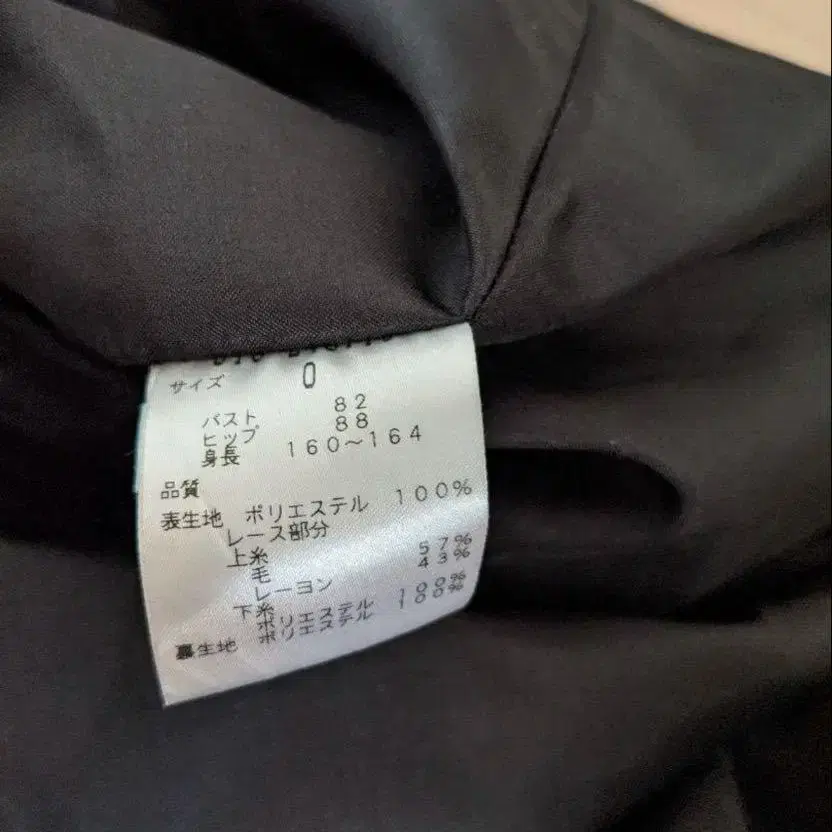 サイズ 0
バスト 82
ヒップ 88
身長 160〜164
品質
表生地 ポリエステル 100%
レース部分
上糸
毛 57%
レーヨン 43%
下糸
ポリエステル 100%
裏生地 ポリエステル 100%